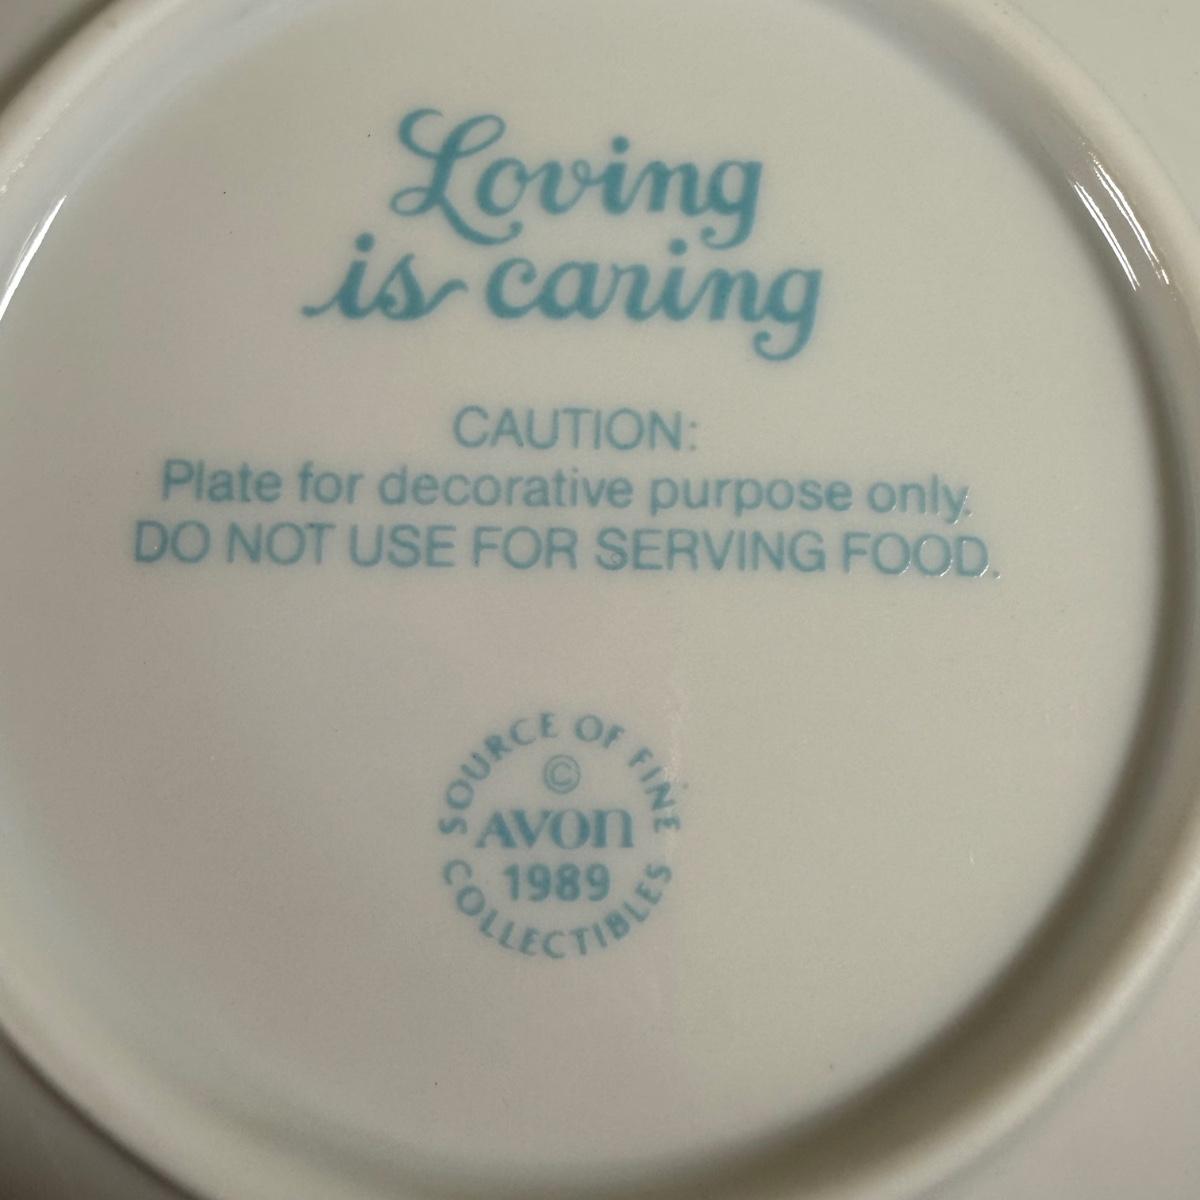 Loving
is caring
CAUTION:
Plate for decorative purpose only.
DO NOT USE FOR SERVING FOOD.
SOURCE OF FINE
©
AVON
1989
COLLECTIBLES